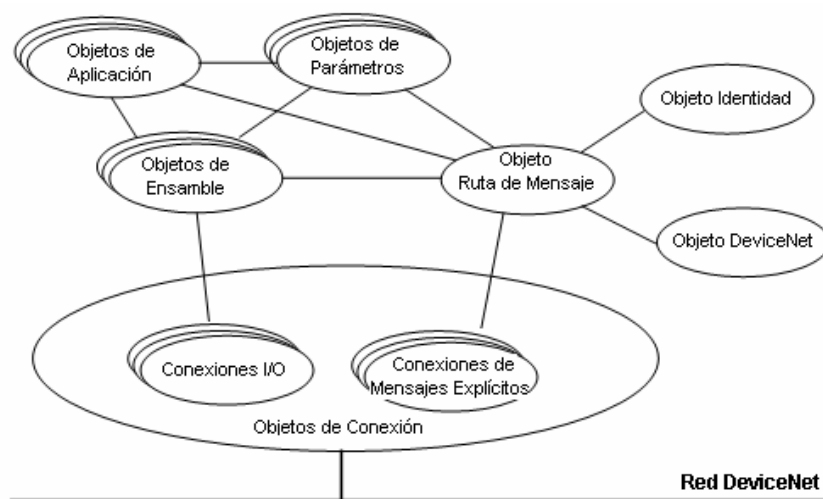 Objetos de
Aplicación
Objetos de
Parámetros
Objeto Identidad
Objetos de
Ensamble
Objeto
Ruta de Mensaje
Objeto DeviceNet
Conexiones I/O
Conexiones de
Mensajes Explícitos
Objetos de Conexión
Red DeviceNet